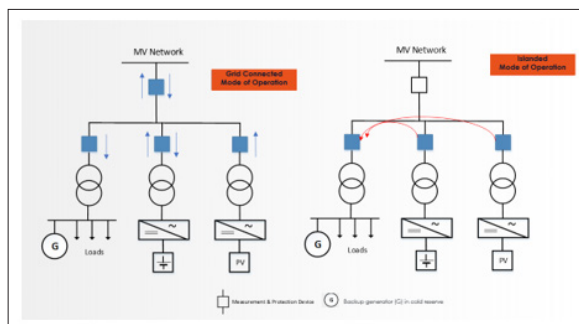 MV Network
Grid Connected
Mode of Operation
G
Loads
PV
MV Network
Islanded
Mode of Operation
G
Loads
PV
Measurement & Protection Device
G
Backup generator (G) in cold reserve